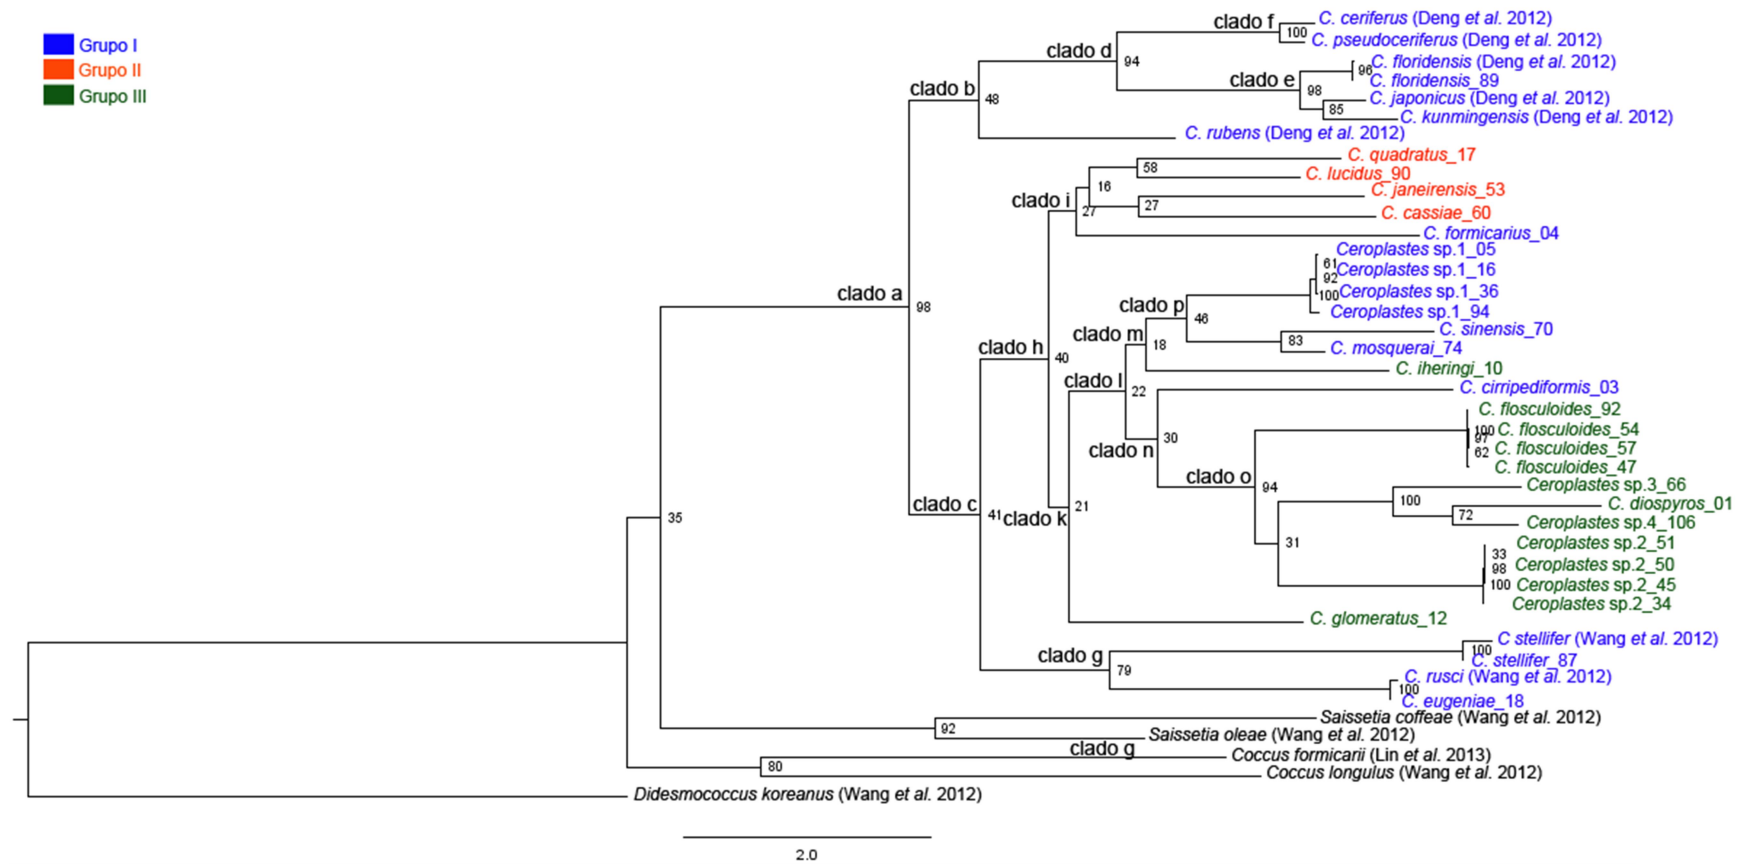 Grupo I
Grupo II
Grupo III
clado f
C. ceriferus (Deng et al. 2012)
100
C. pseudoceriferus (Deng et al. 2012)
clado d
94
C. floridensis (Deng et al. 2012)
96
C. floridensis_89
clado e
98
C. japonicus (Deng et al. 2012)
85
C. kunmingensis (Deng et al. 2012)
clado b
48
C. rubens (Deng et al. 2012)
C. quadratus_17
58
C. lucidus_90
16
C. janeirensis_53
clado i
27
27
C. cassiae_60
C. formicarius_04
Ceroplastes sp.1_05
61
Ceroplastes sp.1_16
92
Ceroplastes sp.1_36
100
Ceroplastes sp.1_94
clado a
98
clado p
46
C. sinensis_70
83
clado m
18
C. mosquerai_74
clado h
40
C. iheringi_10
clado l
22
C. cirripediformis_03
C. flosculoides_92
100
C. flosculoides_54
97
C. flosculoides_57
62
C. flosculoides_47
clado n
30
clado o
94
Ceroplastes sp.3_66
100
C. diospyros_01
72
Ceroplastes sp.4_106
clado c
41
clado k
21
35
31
Ceroplastes sp.2_51
33
Ceroplastes sp.2_50
98
Ceroplastes sp.2_45
100
Ceroplastes sp.2_34
C. glomeratus_12
C stellifer (Wang et al. 2012)
100
C. stellifer_87
clado g
79
C. rusci (Wang et al. 2012)
100
C. eugeniae_18
Saissetia coffeae (Wang et al. 2012)
92
Saissetia oleae (Wang et al. 2012)
clado g
Coccus formicarii (Lin et al. 2013)
80
Coccus longulus (Wang et al. 2012)
Didesmococcus koreanus (Wang et al. 2012)
2.0